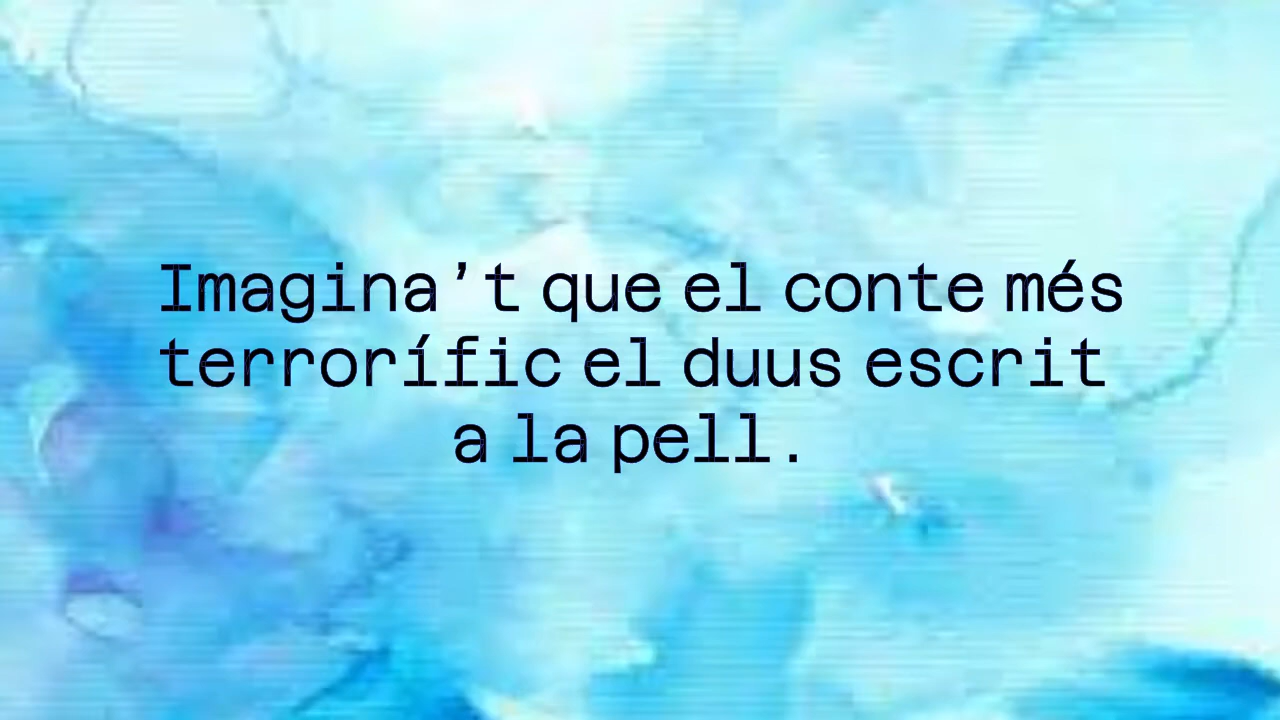 Imagina't que el conte més
terrorífic el duus escrit
a la pell.